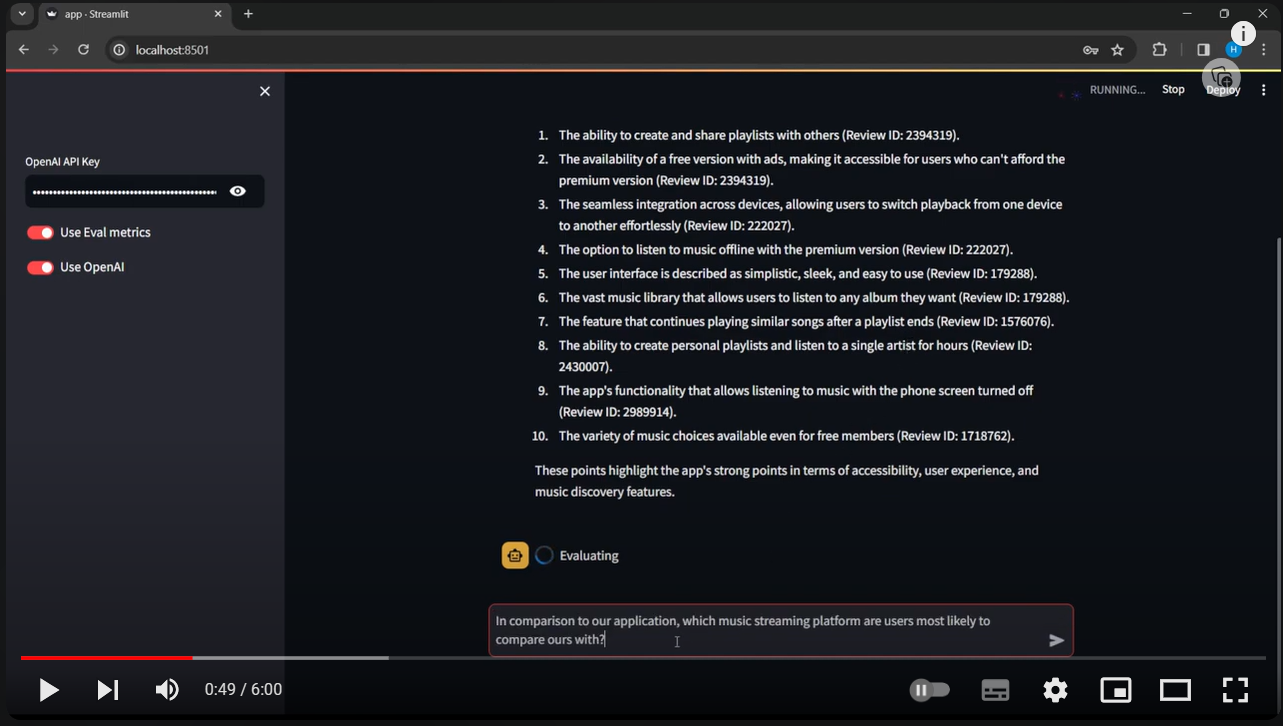 app · Streamlit
localhost:8501
H
RUNNING...
Stop
Deploy
OpenAI API Key
Use Eval metrics
Use OpenAI
1. The ability to create and share playlists with others (Review ID: 2394319).
2. The availability of a free version with ads, making it accessible for users who can't afford the
premium version (Review ID: 2394319).
3. The seamless integration across devices, allowing users to switch playback from one device
to another effortlessly (Review ID: 222027).
4. The option to listen to music offline with the premium version (Review ID: 222027).
5. The user interface is described as simplistic, sleek, and easy to use (Review ID: 179288).
6. The vast music library that allows users to listen to any album they want (Review ID: 179288).
7. The feature that continues playing similar songs after a playlist ends (Review ID: 1576076).
8. The ability to create personal playlists and listen to a single artist for hours (Review ID:
2430007).
9. The app's functionality that allows listening to music with the phone screen turned off
(Review ID: 2989914).
10. The variety of music choices available even for free members (Review ID: 1718762).
These points highlight the app's strong points in terms of accessibility, user experience, and
music discovery features.
Evaluating
In comparison to our application, which music streaming platform are users most likely to
compare ours with?
0:49 / 6:00